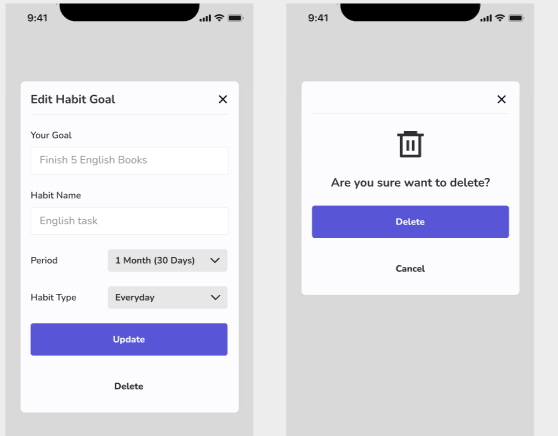 9:41
Edit Habit Goal
Your Goal
Finish 5 English Books
Habit Name
English task
Period
1 Month (30 Days)
Habit Type
Everyday
Update
Delete
9:41
Are you sure want to delete?
Delete
Cancel